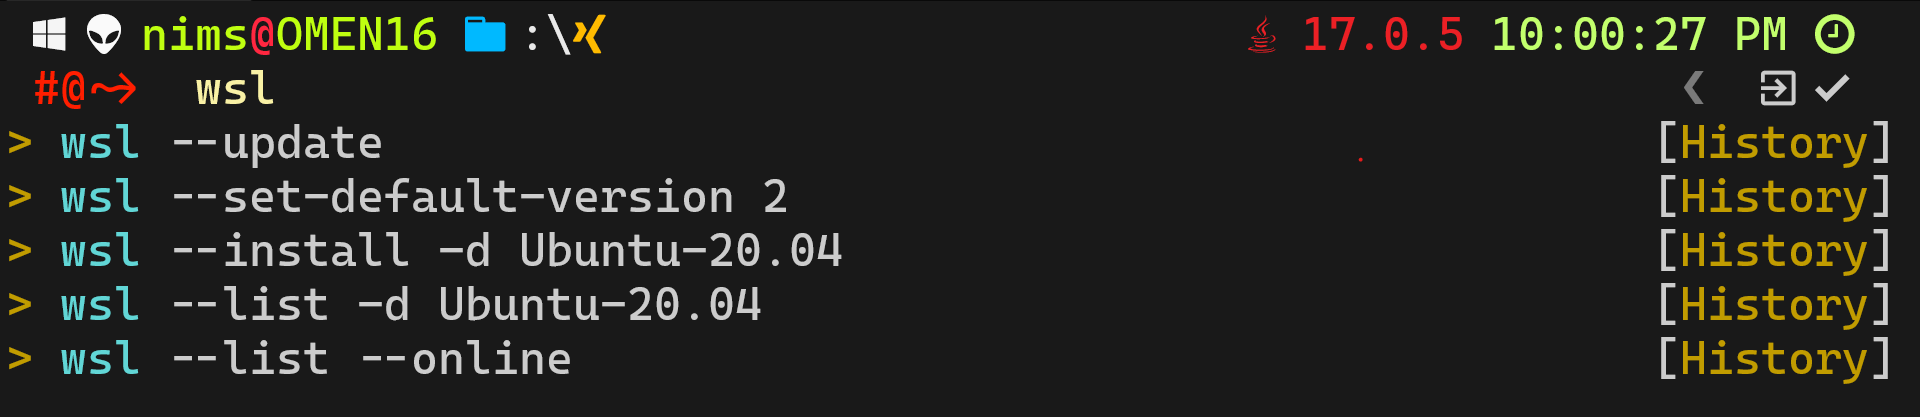 nims@OMEN16 :\ 17.0.5 10:00:27 PM
#@ wsl
> wsl --update [History]
> wsl --set-default-version 2 [History]
> wsl --install -d Ubuntu-20.04 [History]
> wsl --list -d Ubuntu-20.04 [History]
> wsl --list --online [History]